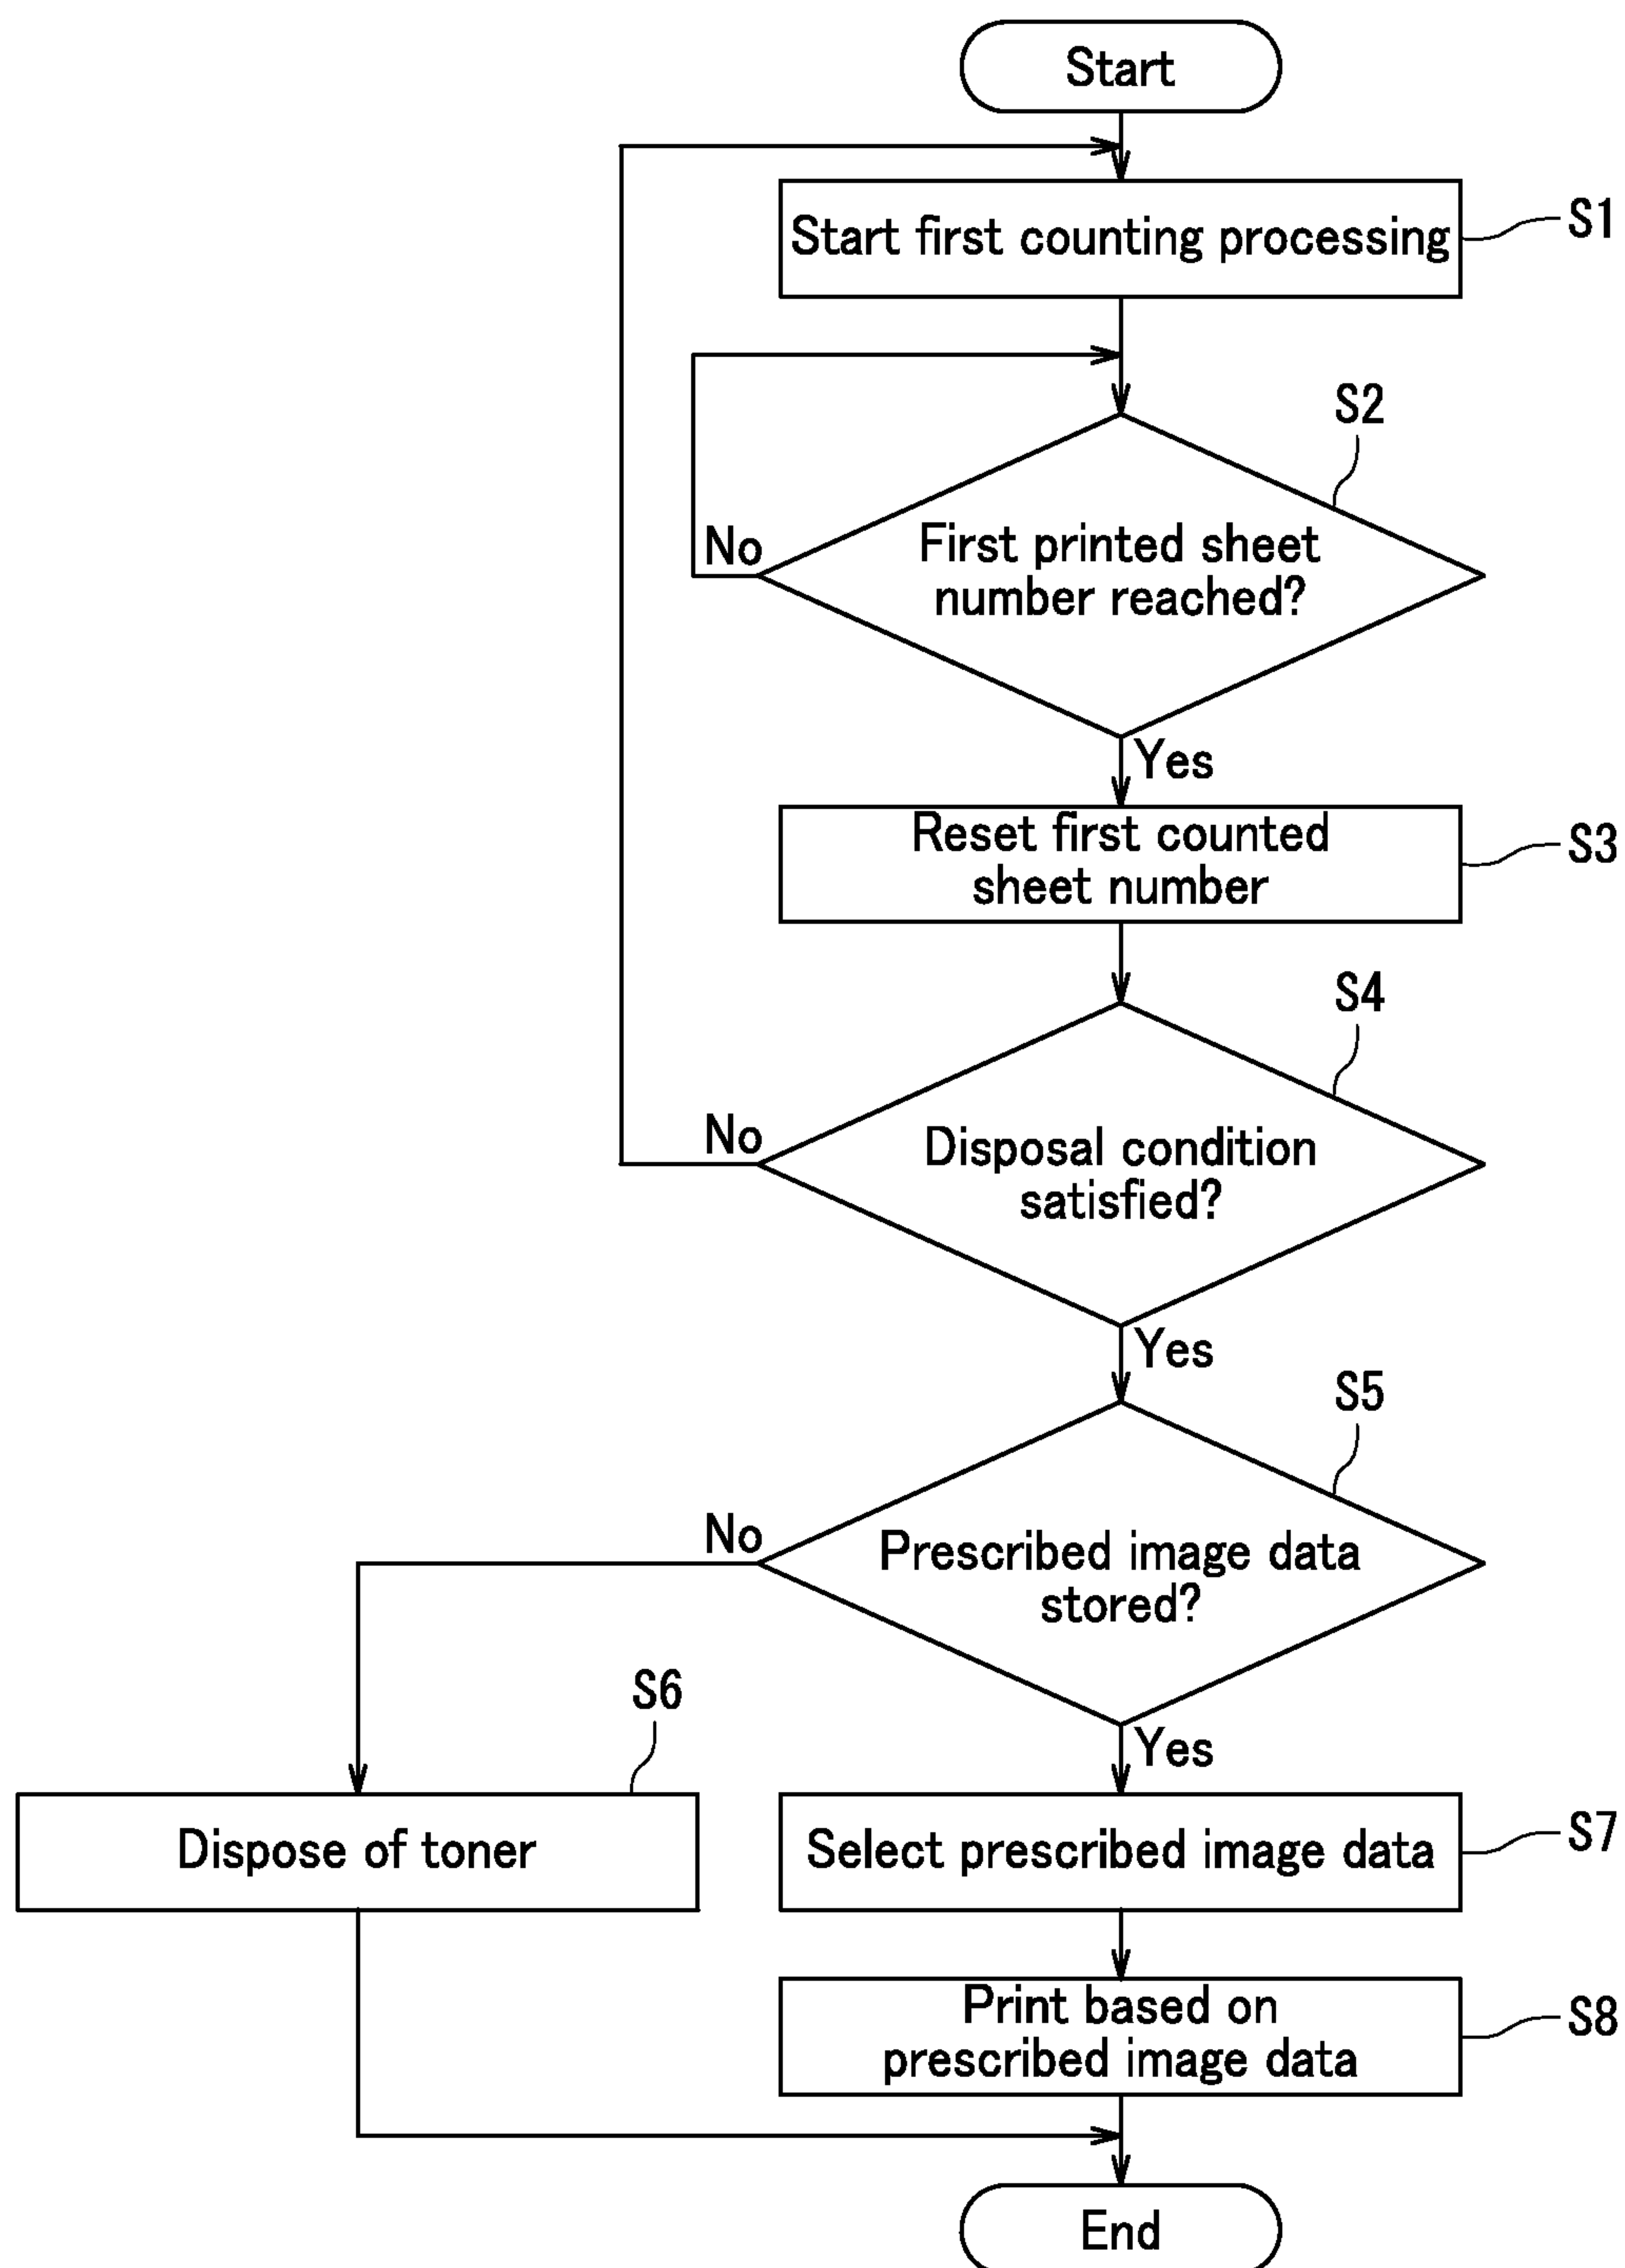 Start
Start first counting processing
S1
S2
First printed sheet
number reached?
No
Yes
Reset first counted
sheet number
S3
S4
Disposal condition
satisfied?
No
Yes
S5
Prescribed image data
stored?
No
Yes
S6
Dispose of toner
Select prescribed image data
S7
Print based on
prescribed image data
S8
End